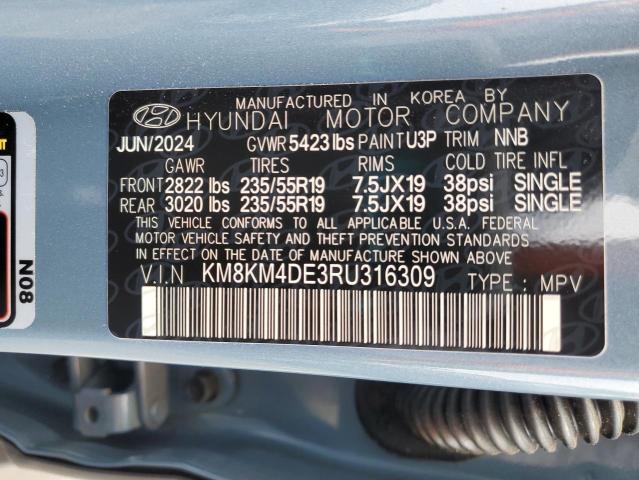 MANUFACTURED IN KOREA BY
HYUNDAI MOTOR COMPANY
JUN/2024 GVWR 5423 lbs PAINT U3P TRIM NNB
GAWR TIRES RIMS COLD TIRE INFL
FRONT 2822 lbs 235/55R19 7.5JX19 38psi SINGLE
REAR 3020 lbs 235/55R19 7.5JX19 38psi SINGLE
THIS VEHICLE CONFORMS TO ALL APPLICABLE U.S.A. FEDERAL
MOTOR VEHICLE SAFETY AND THEFT PREVENTION STANDARDS
IN EFFECT ON THE DATE OF MANUFACTURE SHOWN ABOVE
V.I.N KM8KM4DE3RU316309 TYPE : MPV
N08